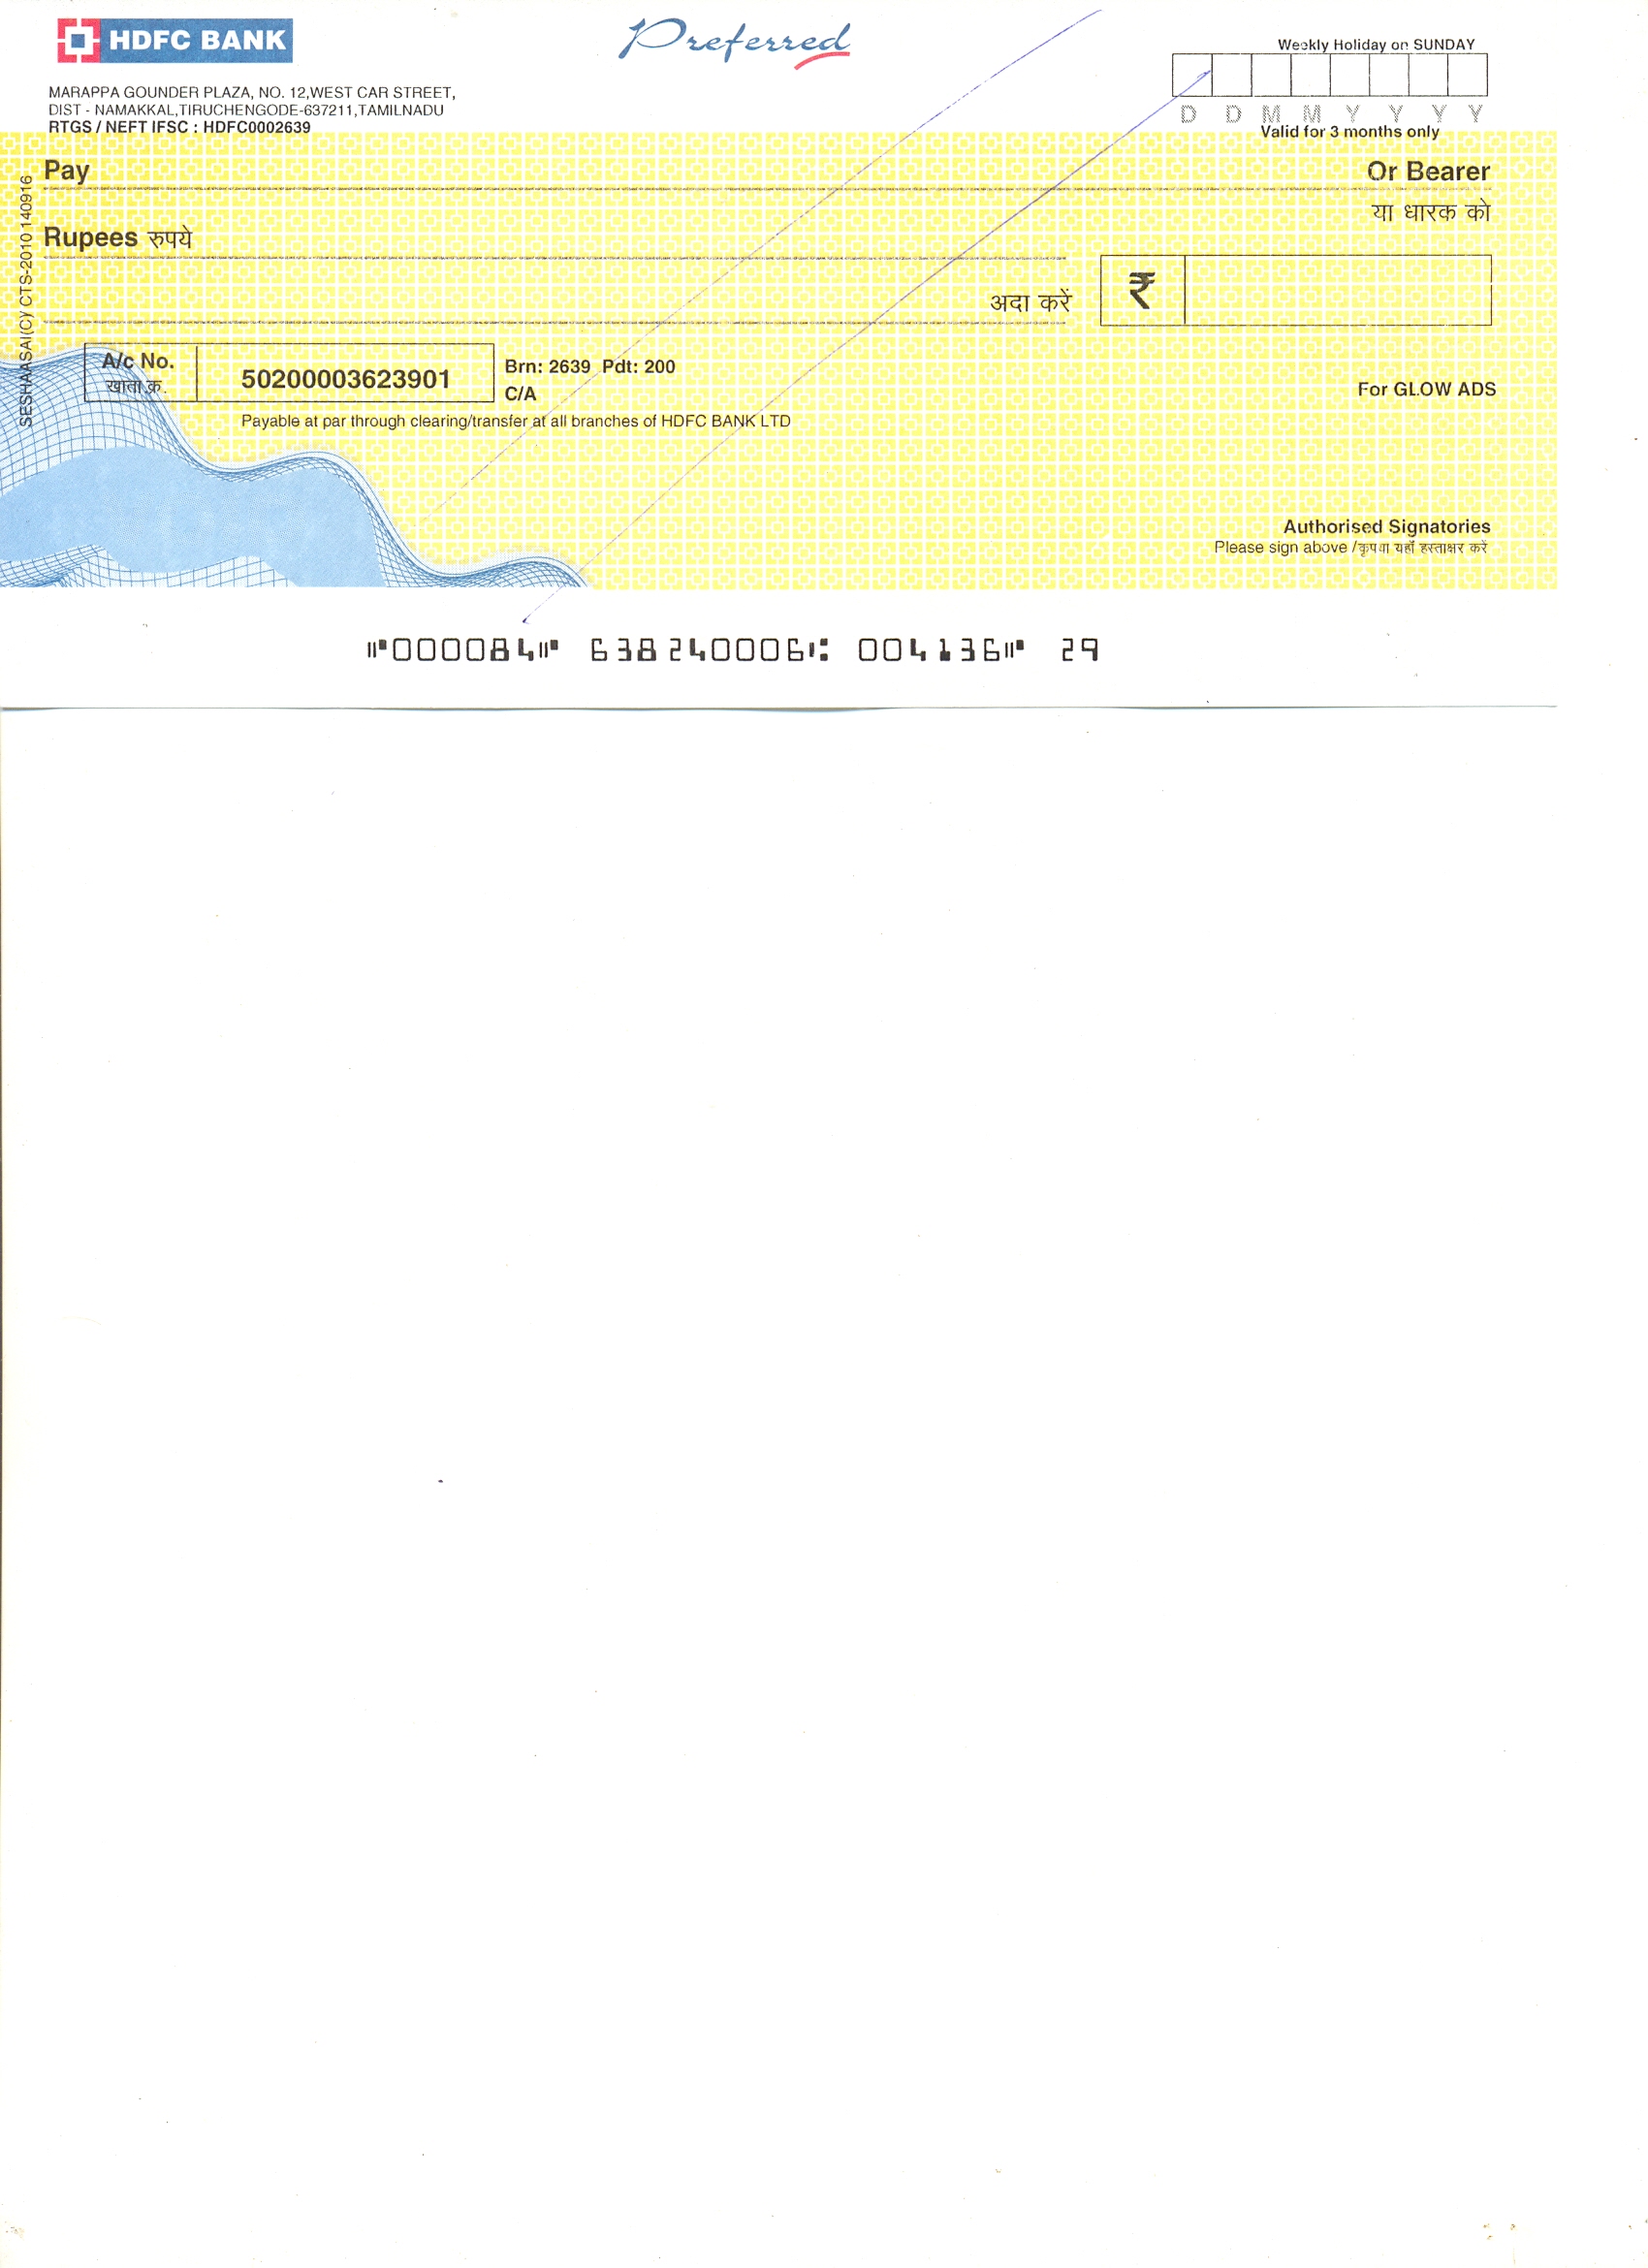 HDFC BANK
Preferred
Weekly Holiday on SUNDAY
MARAPPA GOUNDER PLAZA, NO. 12,WEST CAR STREET,
DIST - NAMAKKAL,TIRUCHENGODE-637211,TAMILNADU
RTGS / NEFT IFSC : HDFC0002639
D D M M Y Y Y Y
Valid for 3 months only
Pay
Or Bearer
या धारक को
Rupees रुपये
अदा करें
₹
A/c No.
खाता क्र.
50200003623901
Brn: 2639 Pdt: 200
C/A
Payable at par through clearing/transfer at all branches of HDFC BANK LTD
For GLOW ADS
Authorised Signatories
Please sign above / कृपया यहाँ हस्ताक्षर करें
SESHAASAI(C) CTS-2010 140916
⑈000084⑈ 638240006⑆ 004136⑈ 29